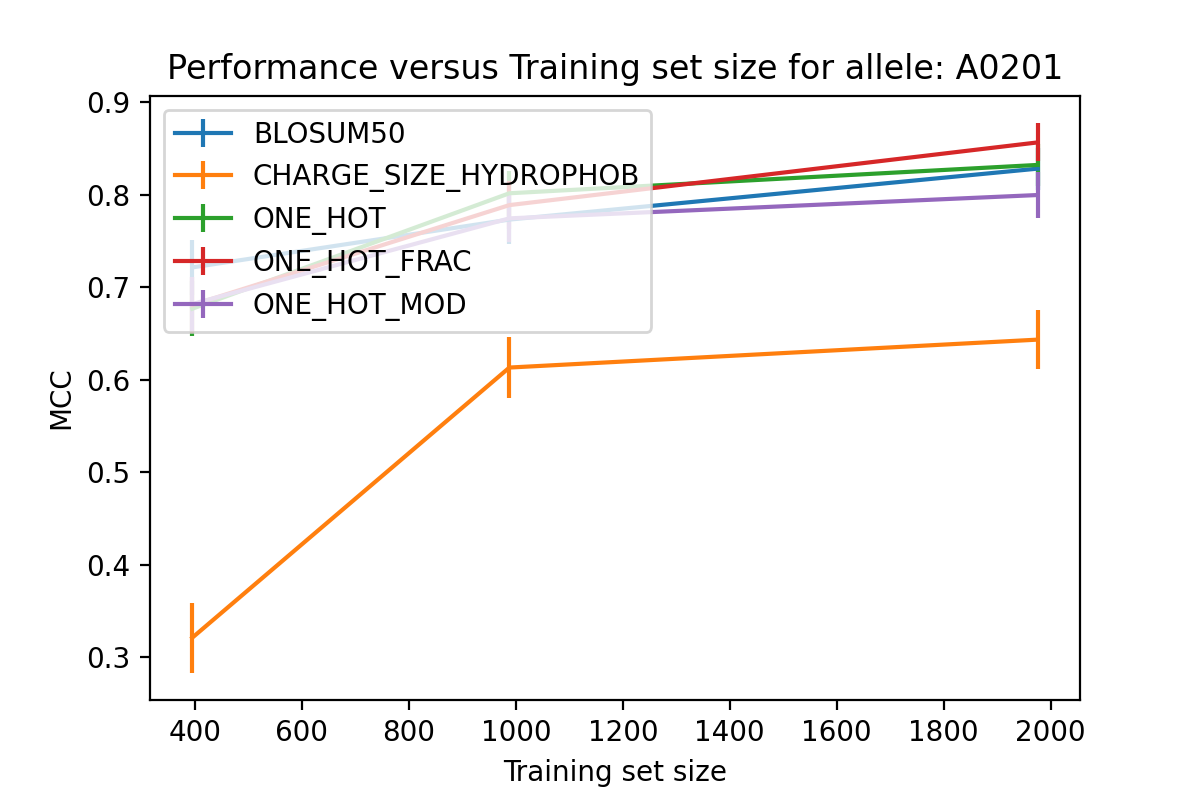 Performance versus Training set size for allele: A0201
0.9
0.8
0.7
0.6
0.5
0.4
0.3
MCC
BLOSUM50
CHARGE_SIZE_HYDROPHOB
ONE_HOT
ONE_HOT_FRAC
ONE_HOT_MOD
400 600 800 1000 1200 1400 1600 1800 2000
Training set size